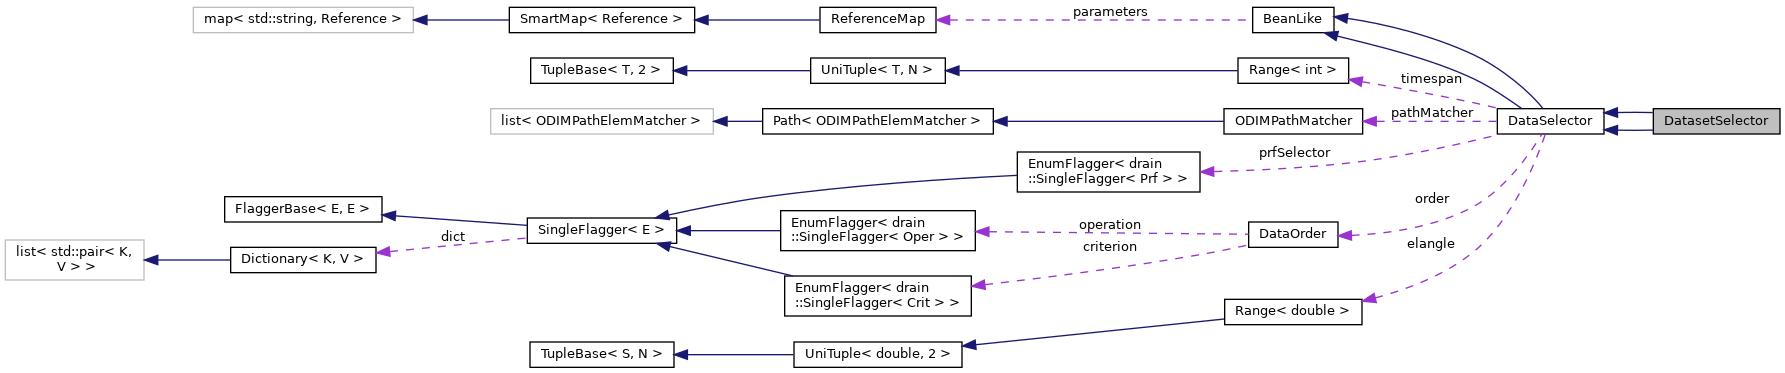 map< std::string, Reference >
SmartMap< Reference >
ReferenceMap
parameters
BeanLike
TupleBase< T, 2 >
UniTuple< T, N >
Range< int >
timespan
list< ODIMPathElemMatcher >
Path< ODIMPathElemMatcher >
ODIMPathMatcher
pathMatcher
DataSelector
DatasetSelector
EnumFlagger< drain
::SingleFlagger< Prf > >
prfSelector
FlaggerBase< E, E >
SingleFlagger< E >
EnumFlagger< drain
::SingleFlagger< Oper > >
operation
DataOrder
order
list< std::pair< K,
V > >
Dictionary< K, V >
dict
criterion
elangle
EnumFlagger< drain
::SingleFlagger< Crit > >
Range< double >
TupleBase< S, N >
UniTuple< double, 2 >